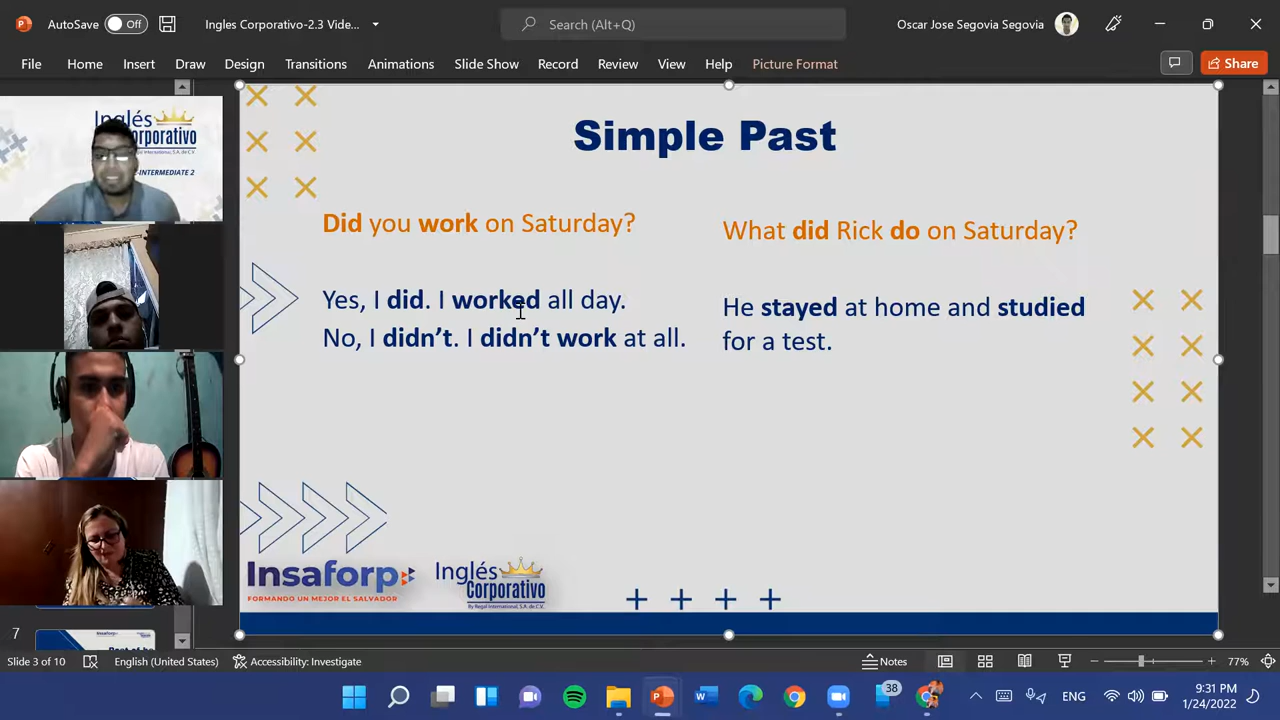 AutoSave Off Ingles Corporativo-2.3 Vide... Search (Alt+Q) Oscar Jose Segovia Segovia
File Home Insert Draw Design Transitions Animations Slide Show Record Review View Help Picture Format Share
Inglés
Corporativo
-INTERMEDIATE 2
Simple Past
Did you work on Saturday?
Yes, I did. I worked all day.
No, I didn't. I didn't work at all.
What did Rick do on Saturday?
He stayed at home and studied
for a test.
Insaforp
FORMANDO UN MEJOR EL SALVADOR
Inglés
Corporativo
By Regal International, S.A. de C.V.
7
Slide 3 of 10 English (United States) Accessibility: Investigate Notes 77%
38 ENG 9:31 PM
1/24/2022